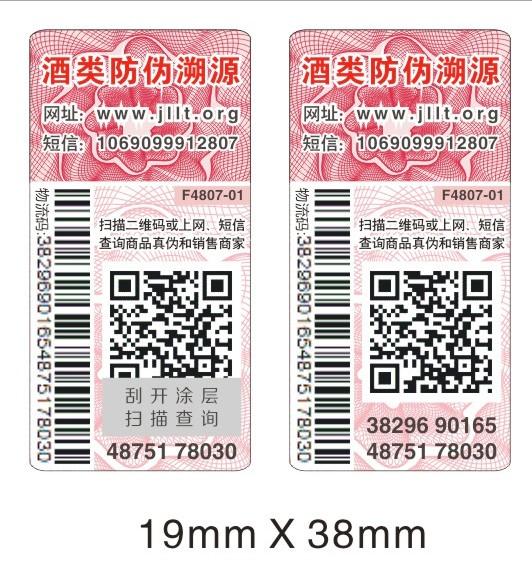 酒类防伪溯源
网址：www.jllt.org
短信：1069099912807
F4807-01
物流码:38296901654875178030
扫描二维码或上网、短信
查询商品真伪和销售商家
刮开涂层
扫描查询
48751 78030
酒类防伪溯源
网址：www.jllt.org
短信：1069099912807
F4807-01
物流码:38296901654875178030
扫描二维码或上网、短信
查询商品真伪和销售商家
38296 90165
48751 78030
19mm X 38mm